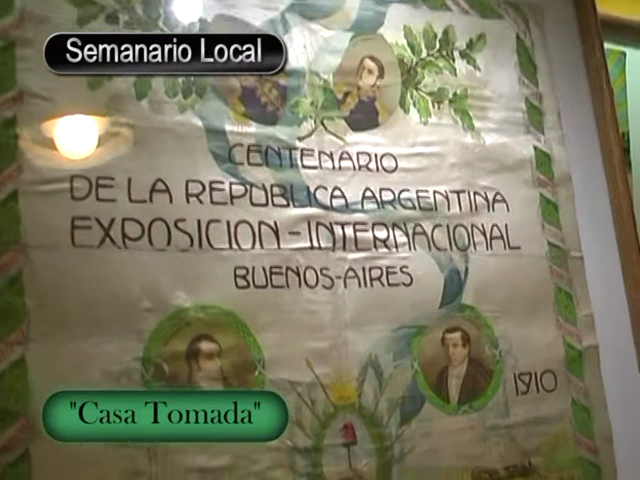 Semanario Local
CENTENARIO
DE LA REPUBLICA ARGENTINA
EXPOSICION-INTERNACIONAL
BUENOS-AIRES
1910
"Casa Tomada"